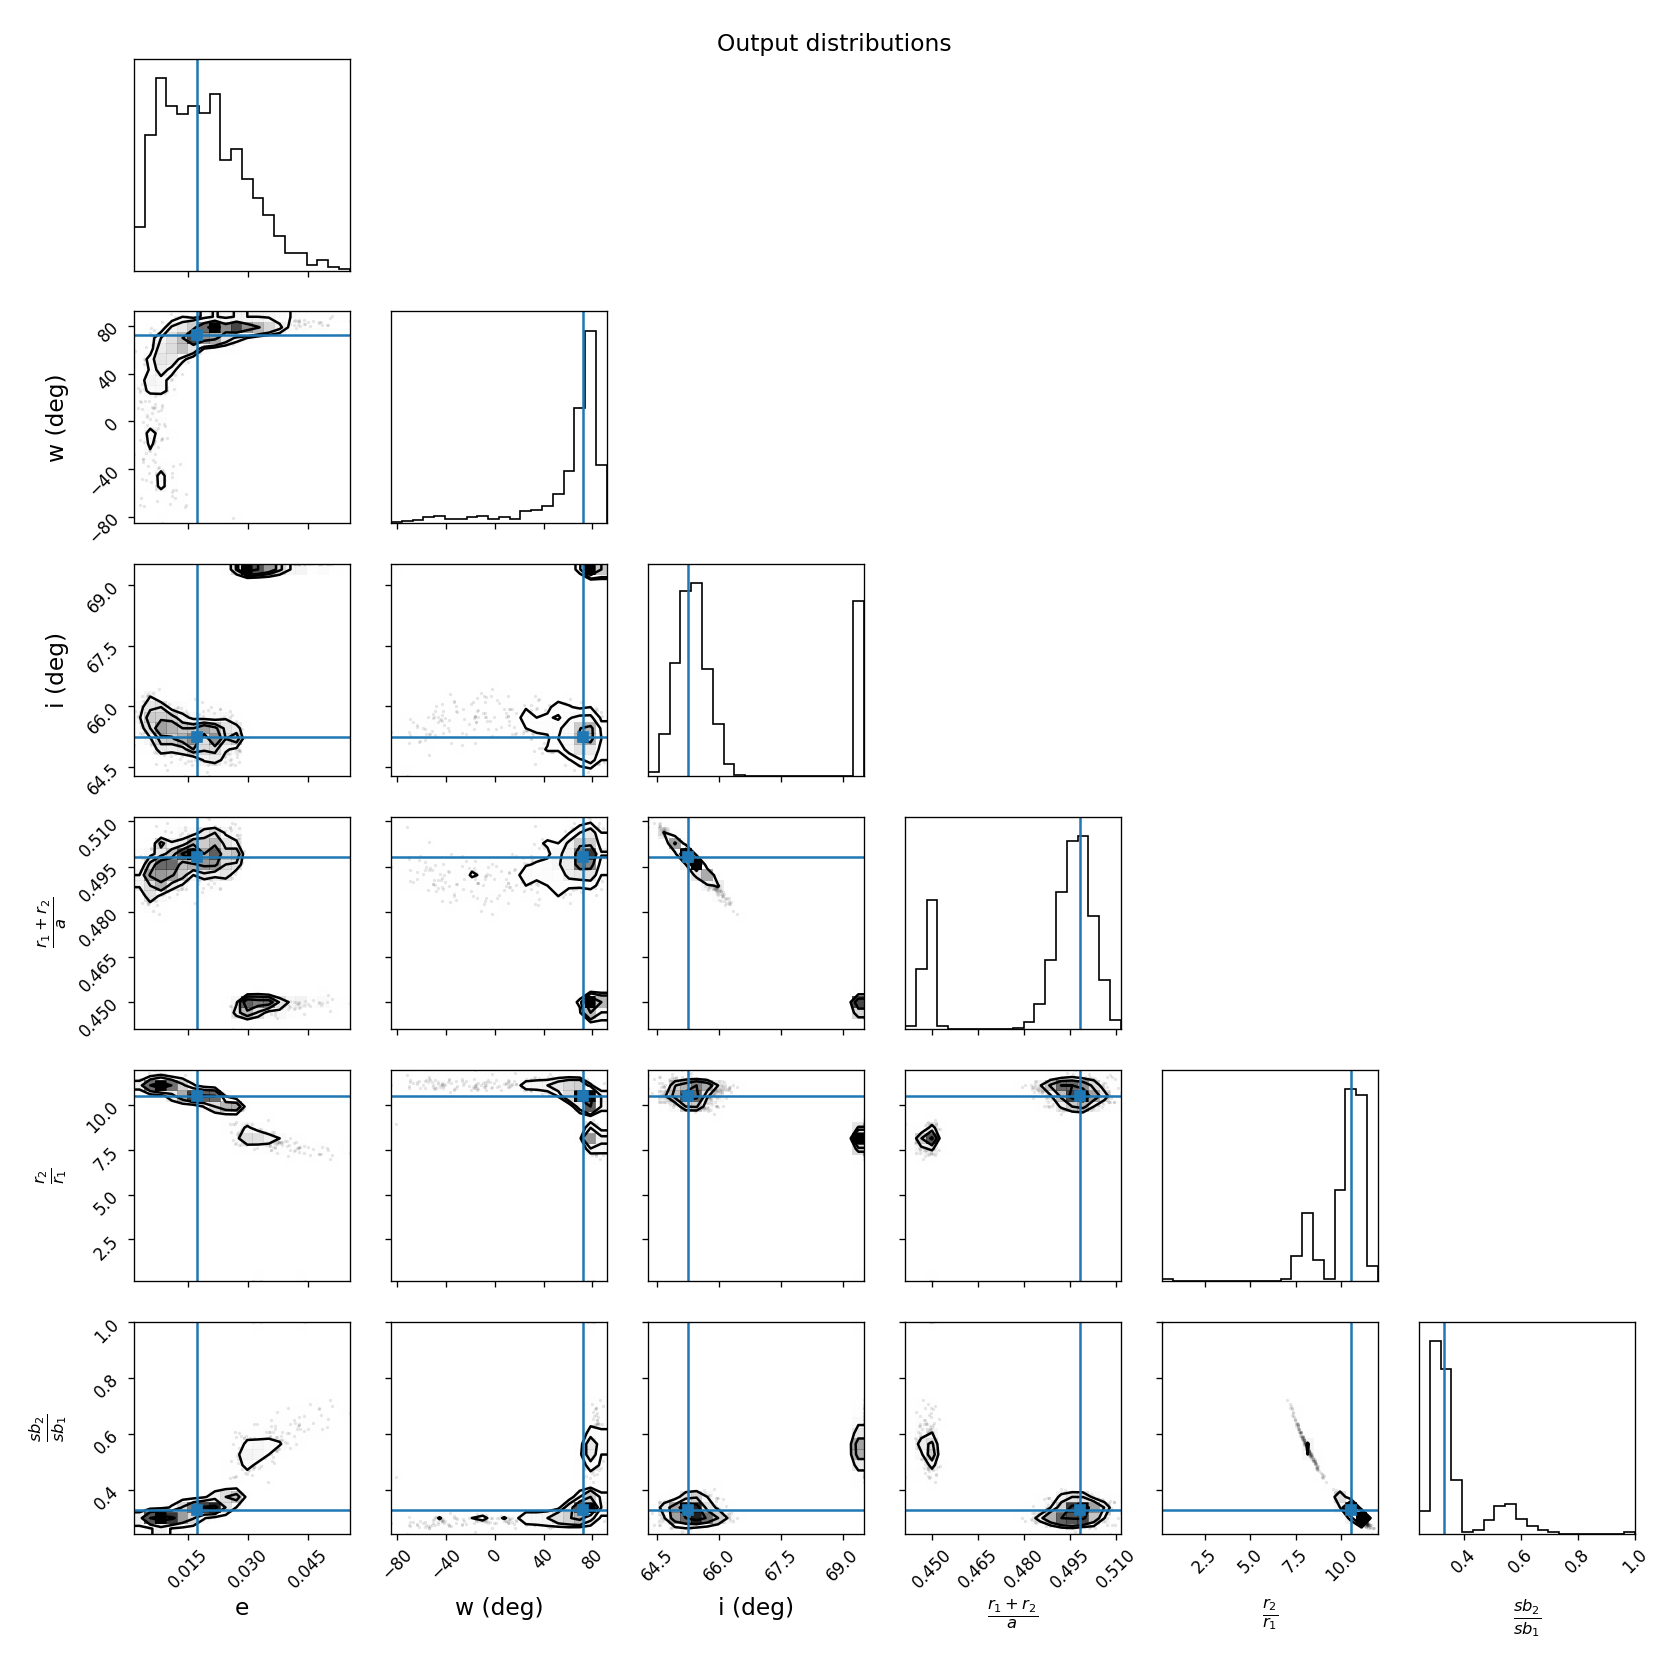 Output distributions
w (deg)
80
40
0
−40
−80
i (deg)
69.0
67.5
66.0
64.5
r₁ + r₂
a
0.510
0.495
0.480
0.465
0.450
r₂
r₁
10.0
7.5
5.0
2.5
sb₂
sb₁
1.0
0.8
0.6
0.4
0.015 0.030 0.045 −80 −40 0 40 80 64.5 66.0 67.5 69.0 0.450 0.465 0.480 0.495 0.510 2.5 5.0 7.5 10.0 0.4 0.6 0.8 1.0
e w (deg) i (deg) r₁ + r₂ r₂ sb₂
a r₁ sb₁